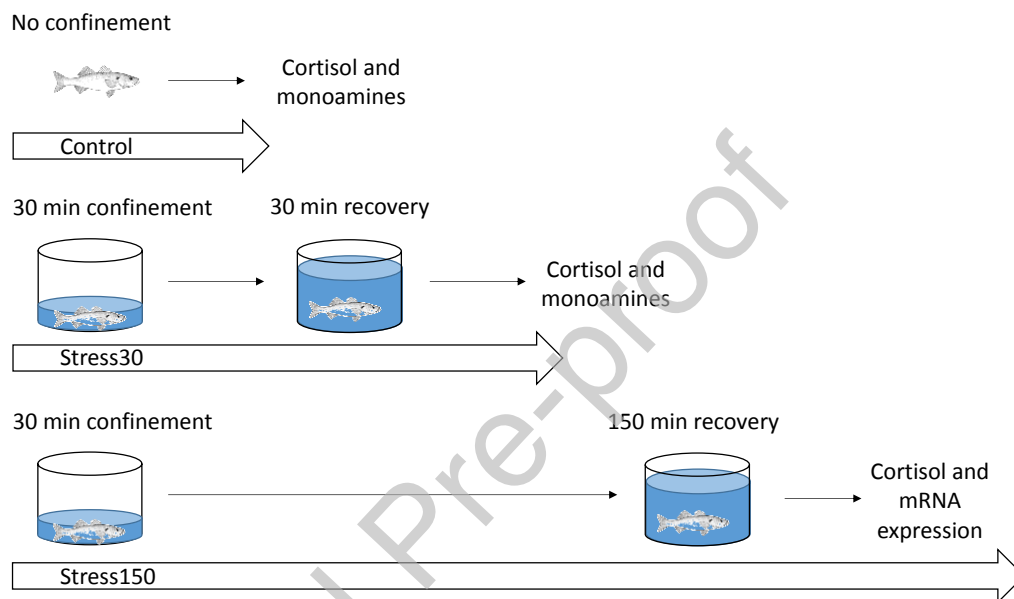 No confinement
Cortisol and
monoamines
Control
30 min confinement
30 min recovery
Cortisol and
monoamines
Stress30
30 min confinement
150 min recovery
Cortisol and
mRNA
expression
Stress150
Pre-proof